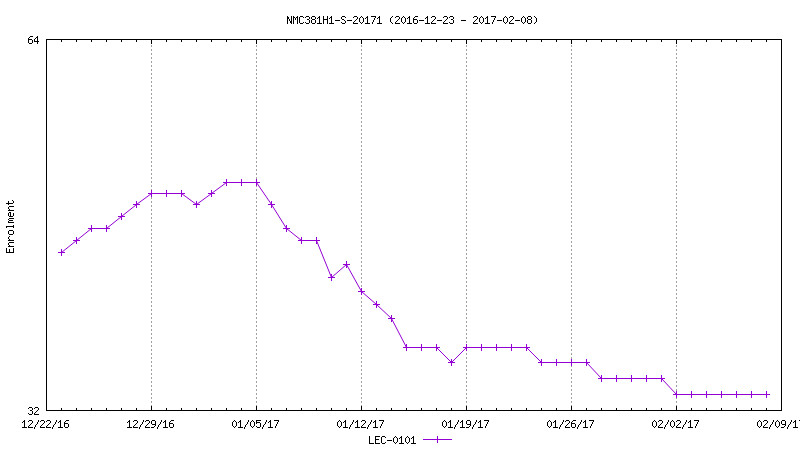 NMC381H1-S-20171 (2016-12-23 - 2017-02-08)
64
Enrolment
32
12/22/16 12/29/16 01/05/17 01/12/17 01/19/17 01/26/17 02/02/17 02/09/1
LEC-0101